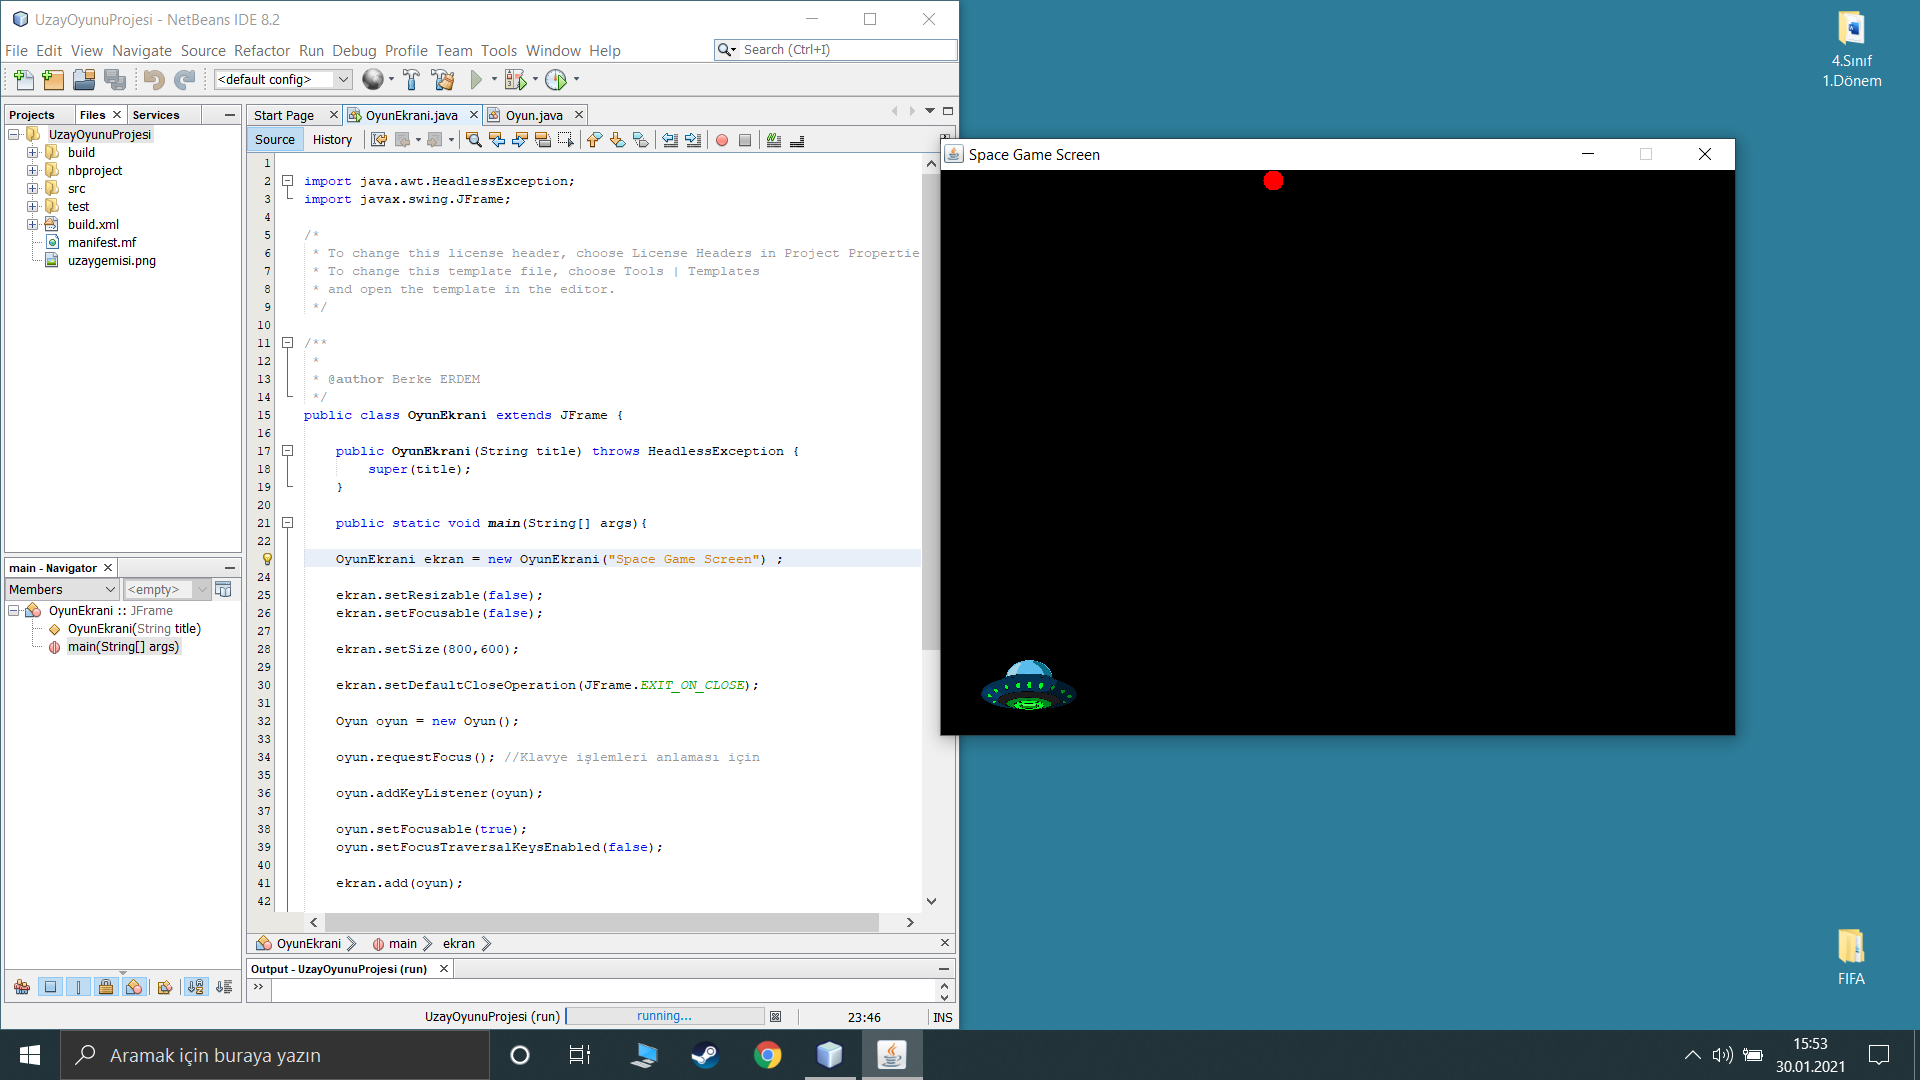 UzayOyunuProjesi - NetBeans IDE 8.2
File Edit View Navigate Source Refactor Run Debug Profile Team Tools Window Help
Search (Ctrl+I)
<default config>
Projects Files Services
UzayOyunuProjesi
build
nbproject
src
test
build.xml
manifest.mf
uzaygemisi.png
main - Navigator
Members <empty>
OyunEkrani :: JFrame
OyunEkrani(String title)
main(String[] args)
Start Page OyunEkrani.java Oyun.java
Source History
1
2 import java.awt.HeadlessException;
3 import javax.swing.JFrame;
4
5 /*
6 * To change this license header, choose License Headers in Project Propertie
7 * To change this template file, choose Tools | Templates
8 * and open the template in the editor.
9 */
10
11 /**
12 *
13 * @author Berke ERDEM
14 */
15 public class OyunEkrani extends JFrame {
16
17 public OyunEkrani(String title) throws HeadlessException {
18 super(title);
19 }
20
21 public static void main(String[] args){
22
OyunEkrani ekran = new OyunEkrani("Space Game Screen") ;
24
25 ekran.setResizable(false);
26 ekran.setFocusable(false);
27
28 ekran.setSize(800,600);
29
30 ekran.setDefaultCloseOperation(JFrame.EXIT_ON_CLOSE);
31
32 Oyun oyun = new Oyun();
33
34 oyun.requestFocus(); //Klavye işlemleri anlaması için
35
36 oyun.addKeyListener(oyun);
37
38 oyun.setFocusable(true);
39 oyun.setFocusTraversalKeysEnabled(false);
40
41 ekran.add(oyun);
42
OyunEkrani main ekran
Output - UzayOyunuProjesi (run)
UzayOyunuProjesi (run) running... 23:46 INS
Space Game Screen
4.Sınıf
1.Dönem
FIFA
Aramak için buraya yazın
15:53
30.01.2021